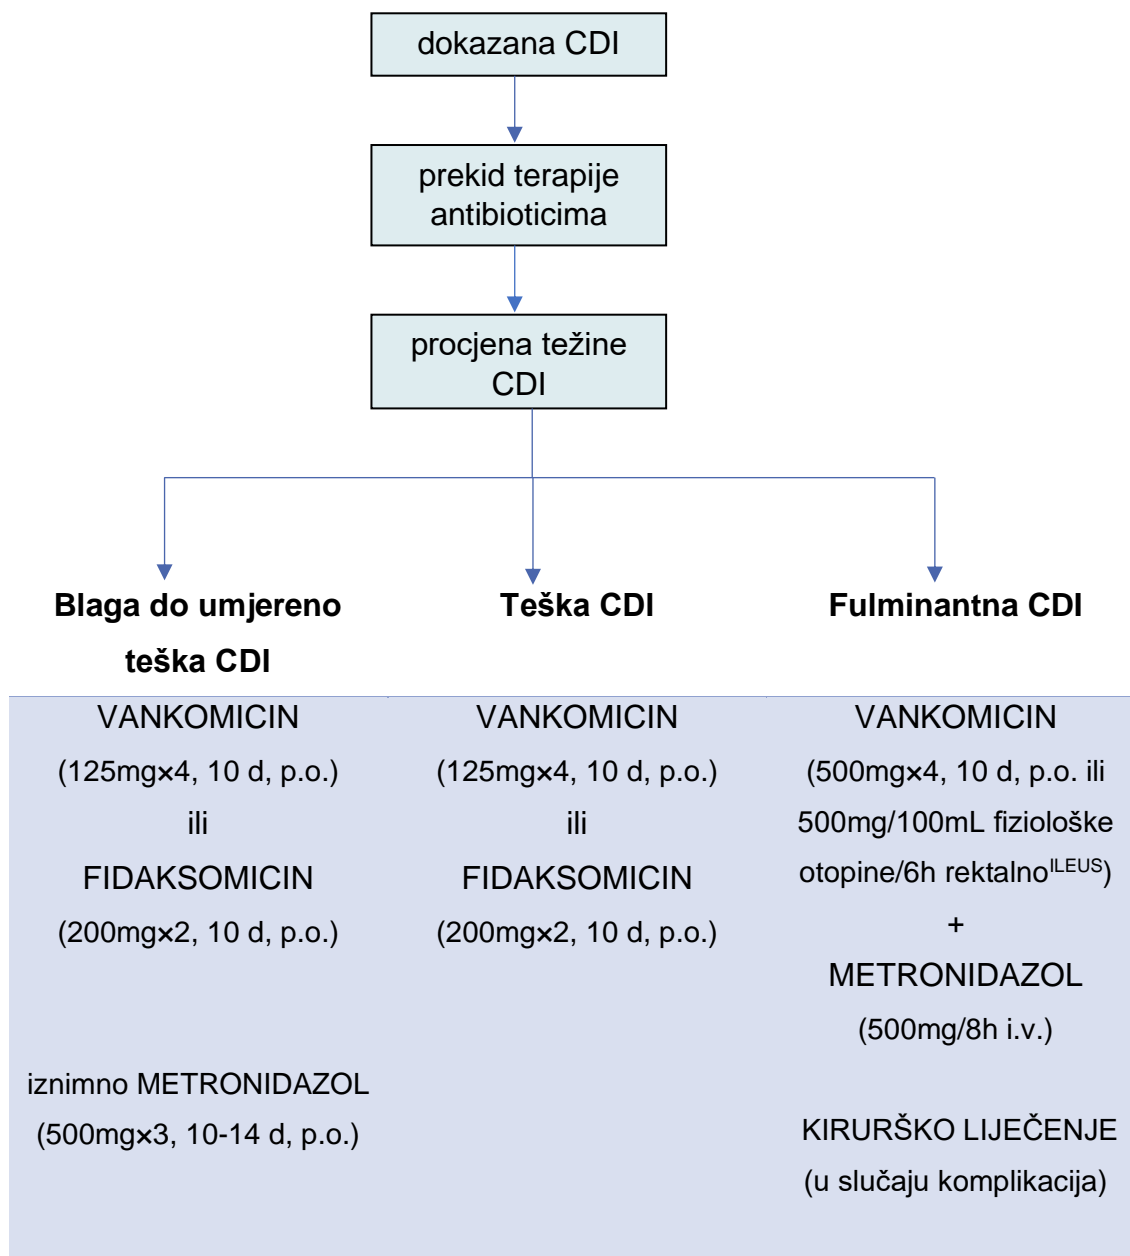 dokazana CDI
prekid terapije
antibioticima
procjena težine
CDI
Blaga do umjereno
teška CDI
VANKOMICIN
(125mg×4, 10 d, p.o.)
ili
FIDAKSOMICIN
(200mg×2, 10 d, p.o.)
iznimno METRONIDAZOL
(500mg×3, 10-14 d, p.o.)
Teška CDI
VANKOMICIN
(125mg×4, 10 d, p.o.)
ili
FIDAKSOMICIN
(200mg×2, 10 d, p.o.)
Fulminantna CDI
VANKOMICIN
(500mg×4, 10 d, p.o. ili
500mg/100mL fiziološke
otopine/6h rektalnoILEUS)
+
METRONIDAZOL
(500mg/8h i.v.)
KIRURŠKO LIJEČENJE
(u slučaju komplikacija)